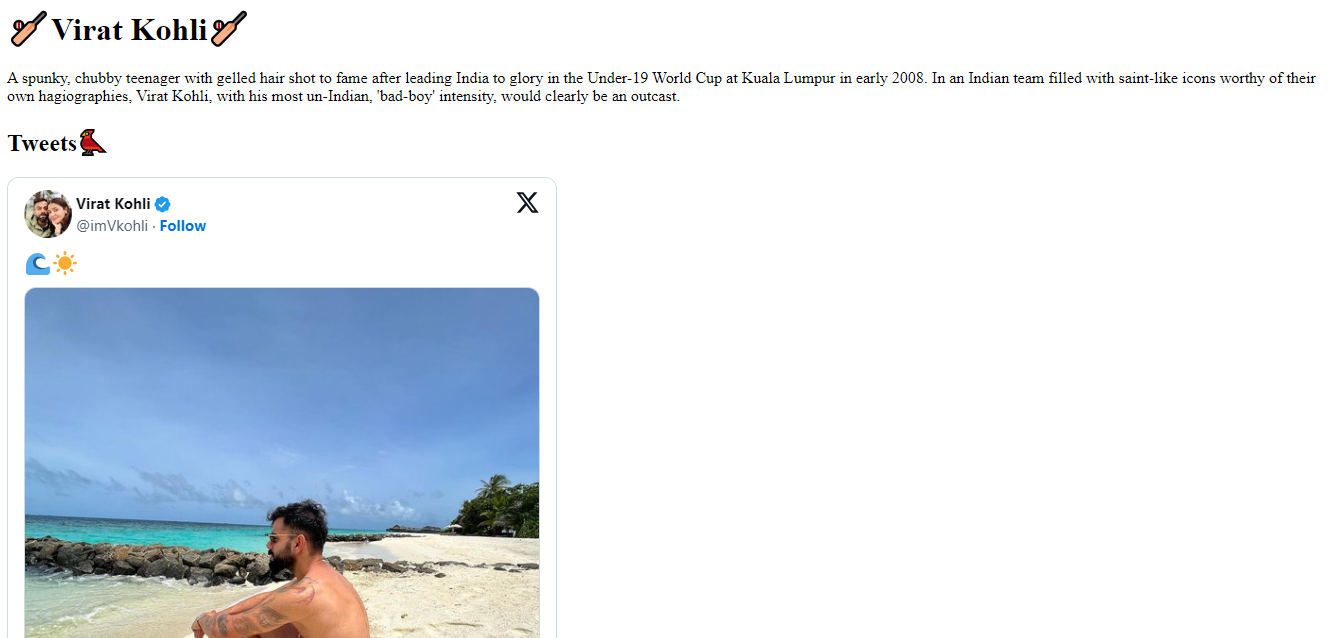 🏏Virat Kohli🏏
A spunky, chubby teenager with gelled hair shot to fame after leading India to glory in the Under-19 World Cup at Kuala Lumpur in early 2008. In an Indian team filled with saint-like icons worthy of their
own hagiographies, Virat Kohli, with his most un-Indian, 'bad-boy' intensity, would clearly be an outcast.
Tweets🐦
Virat Kohli
@imVkohli · Follow
🌊☀️